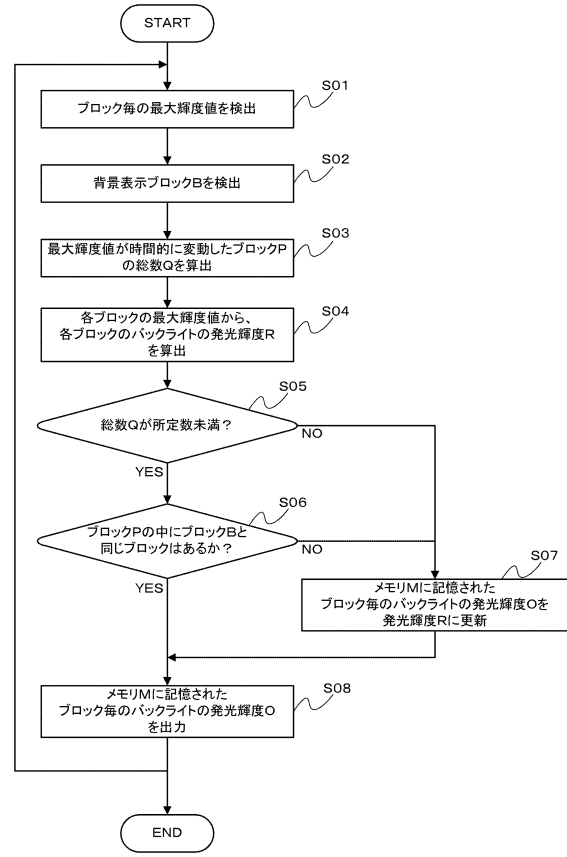 START
S01
ブロック毎の最大輝度値を検出
S02
背景表示ブロックBを検出
S03
最大輝度値が時間的に変動したブロックP
の総数Qを算出
S04
各ブロックの最大輝度値から、
各ブロックのバックライトの発光輝度R
を算出
S05
総数Qが所定数未満？
NO
YES
S06
ブロックPの中にブロックBと
同じブロックはあるか？
NO
YES
S07
メモリMに記憶された
ブロック毎のバックライトの発光輝度Oを
発光輝度Rに更新
S08
メモリMに記憶された
ブロック毎のバックライトの発光輝度O
を出力
END